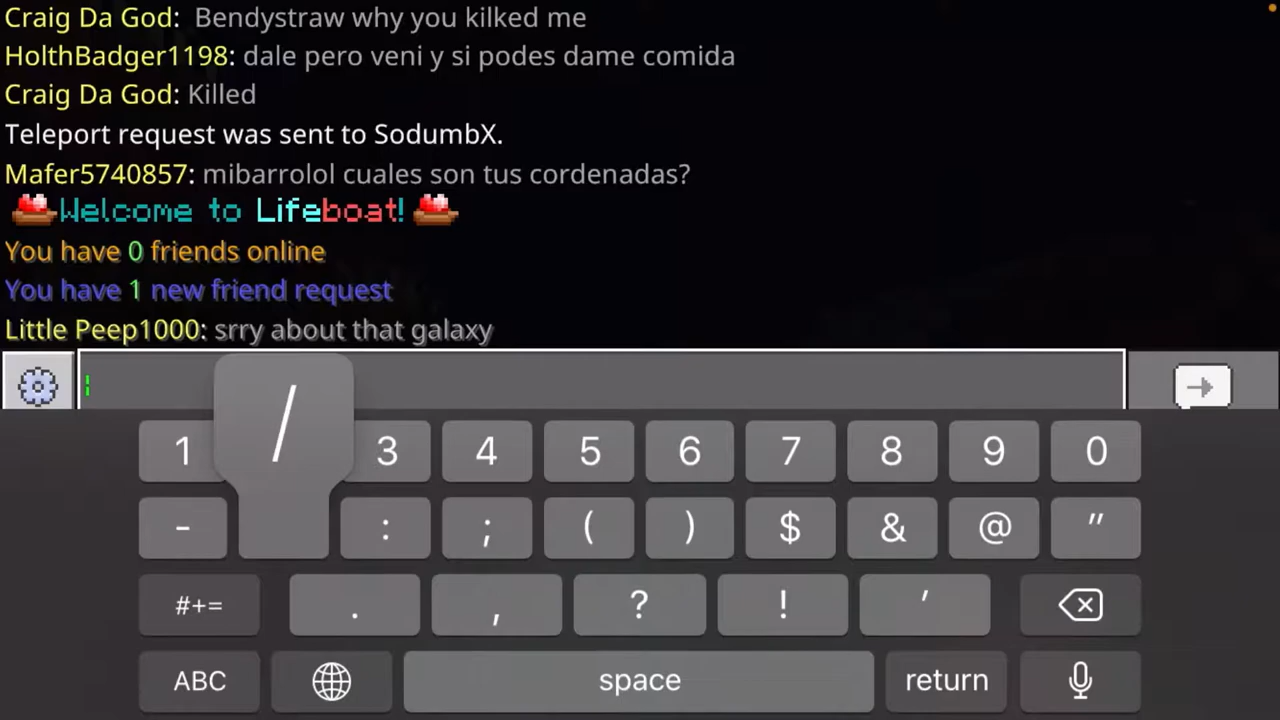 Craig Da God: Bendystraw why you kilked me
HolthBadger1198: dale pero veni y si podes dame comida
Craig Da God: Killed
Teleport request was sent to SodumbX.
Mafer5740857: mibarrolol cuales son tus cordenadas?
Welcome to Lifeboat!
You have 0 friends online
You have 1 new friend request
Little Peep1000: srry about that galaxy
/
1 3 4 5 6 7 8 9 0
- : ; ( ) $ & @ "
#+= . , ? ! '
ABC space return